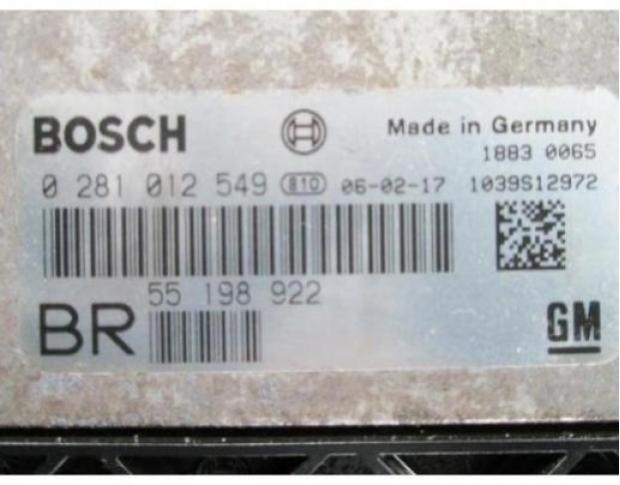 BOSCH
Made in Germany
1883 0065
0 281 012 549 810 06-02-17 1039S12972
55 198 922
BR
GM